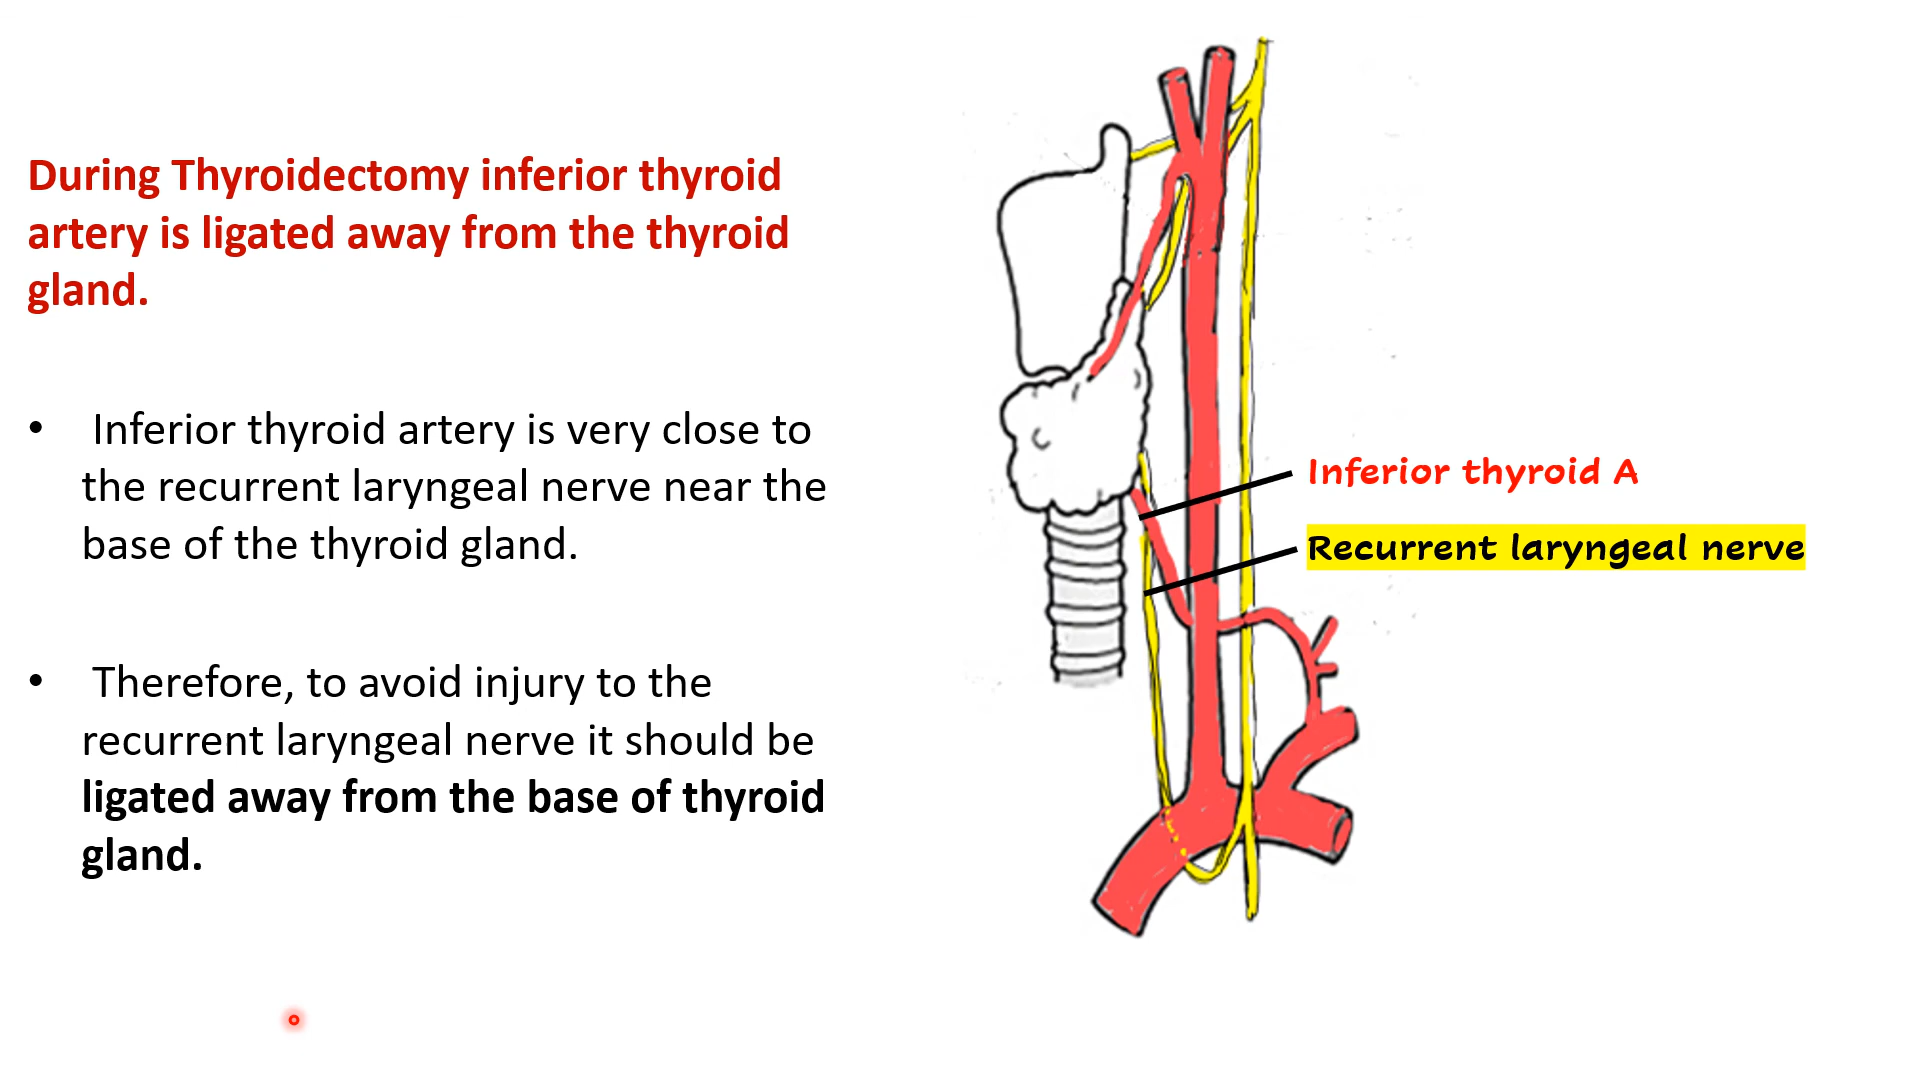 During Thyroidectomy inferior thyroid
artery is ligated away from the thyroid
gland.
• Inferior thyroid artery is very close to
the recurrent laryngeal nerve near the
base of the thyroid gland.
• Therefore, to avoid injury to the
recurrent laryngeal nerve it should be
ligated away from the base of thyroid
gland.
Inferior thyroid A
Recurrent laryngeal nerve